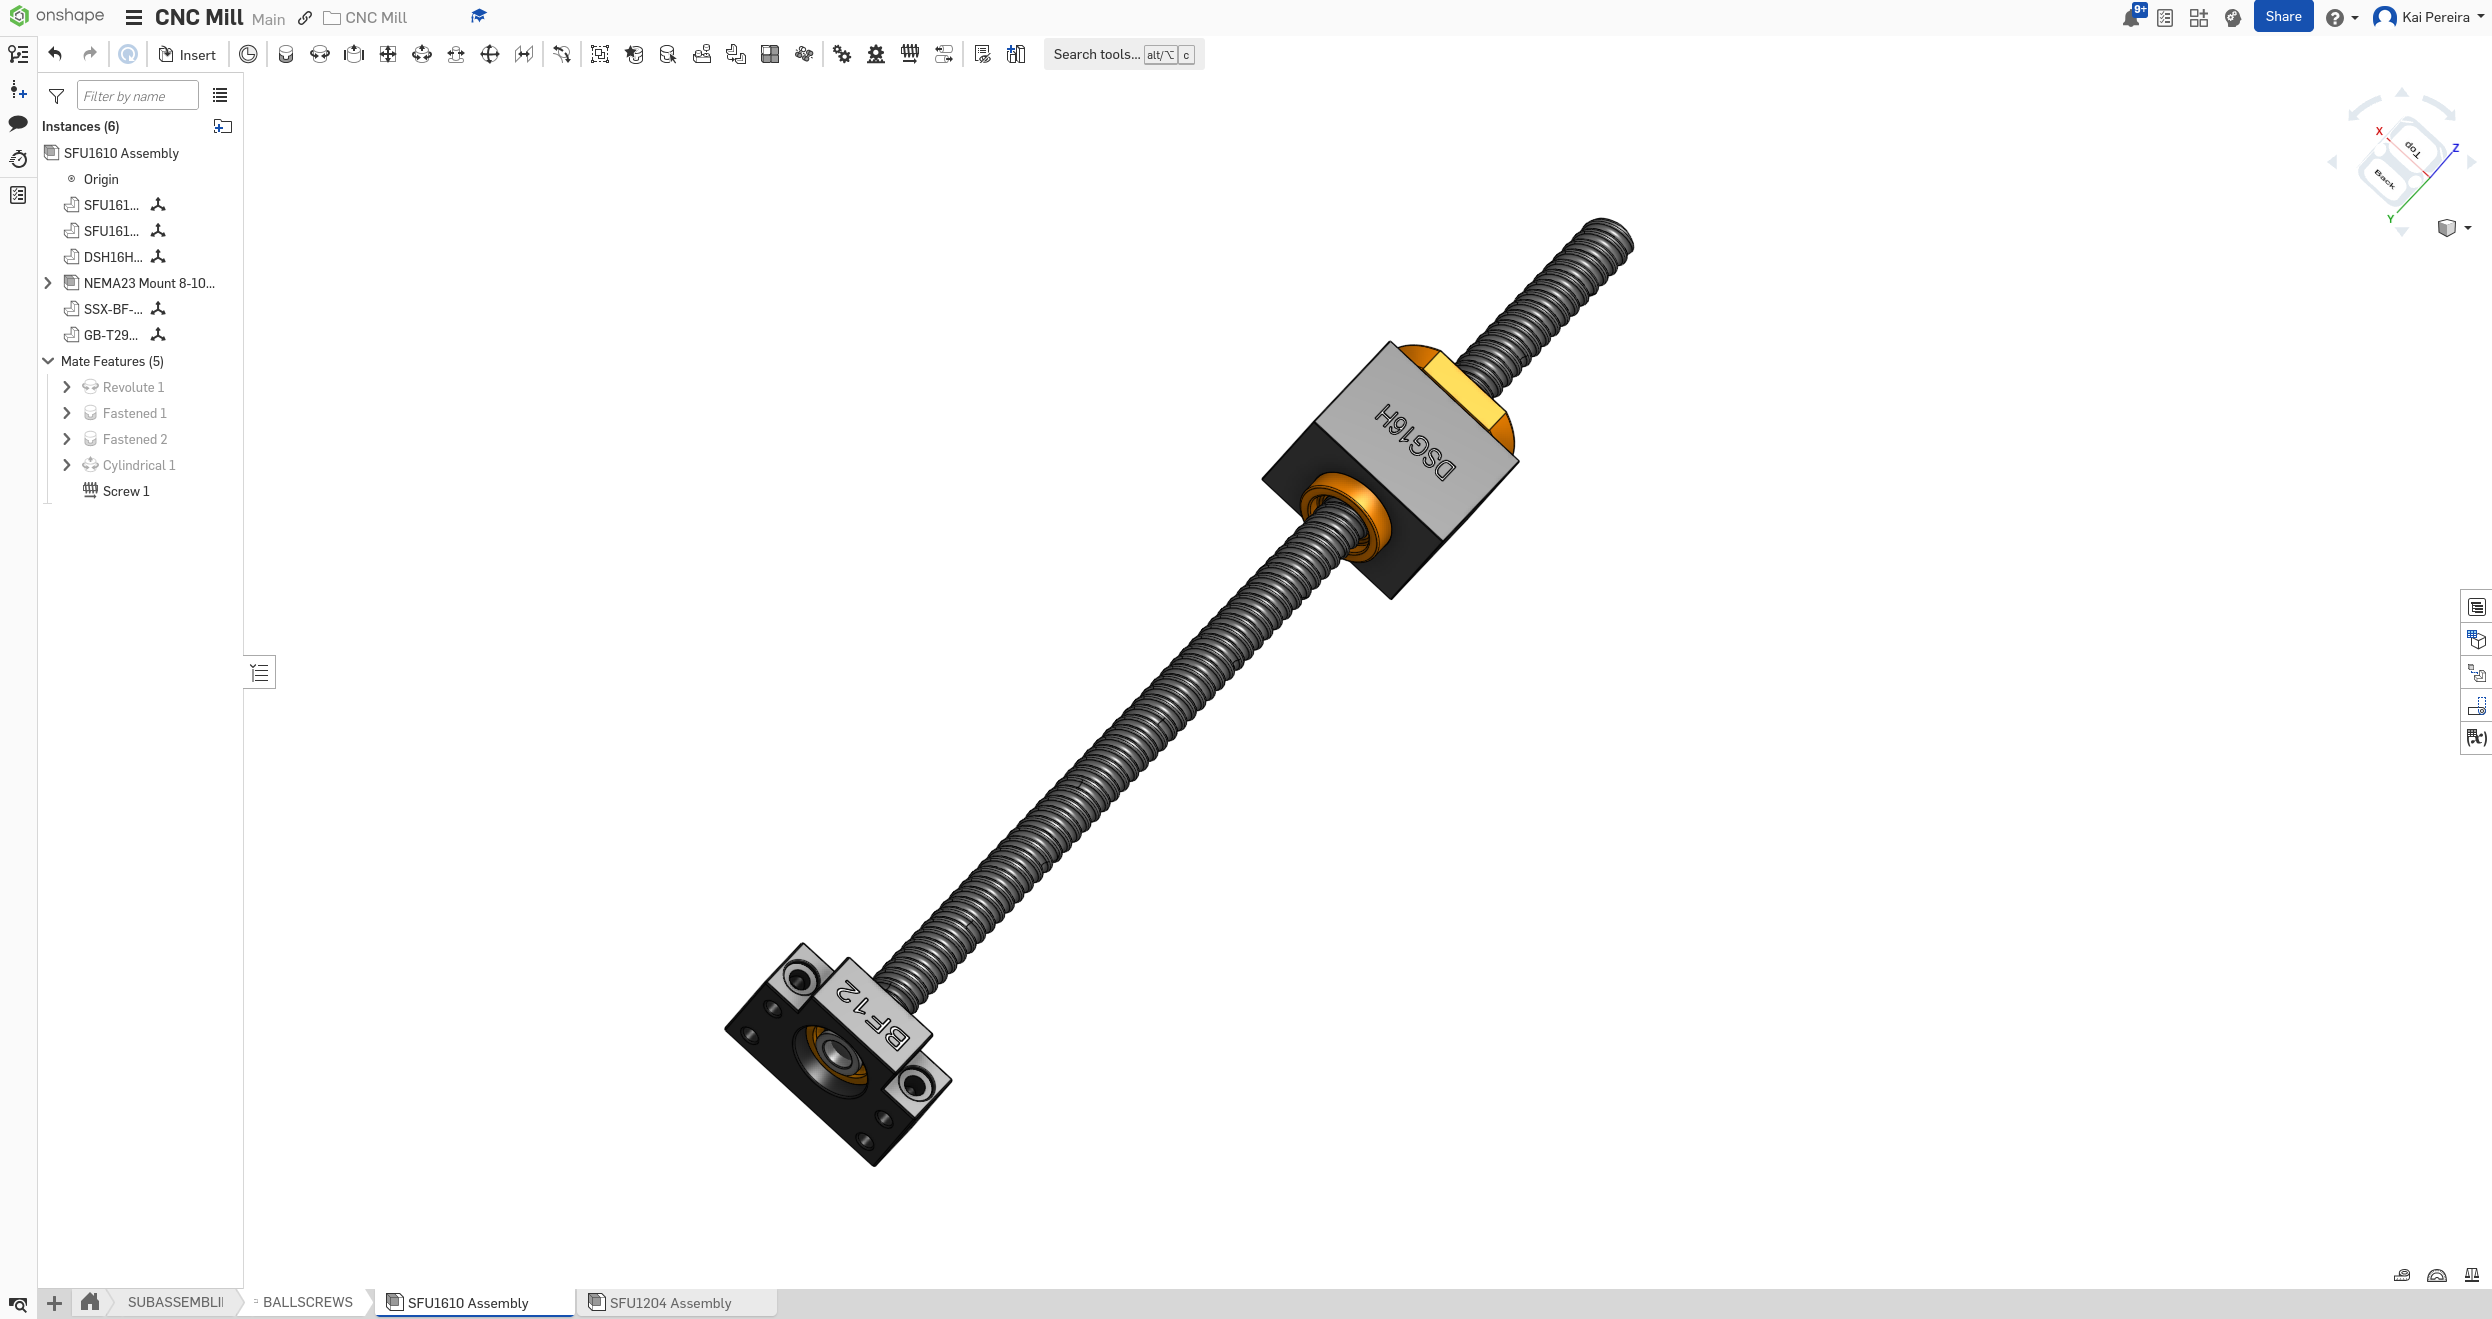 onshape
CNC Mill Main CNC Mill
9+
Share
Kai Pereira
Insert
Search tools... alt/⌥ c
Filter by name
Instances (6)
SFU1610 Assembly
Origin
SFU161...
SFU161...
DSH16H...
NEMA23 Mount 8-10...
SSX-BF-...
GB-T29...
Mate Features (5)
Revolute 1
Fastened 1
Fastened 2
Cylindrical 1
Screw 1
X
Top
Z
Back
Y
DSG16H
BF12
(x)
SUBASSEMBLI
BALLSCREWS
SFU1610 Assembly
SFU1204 Assembly